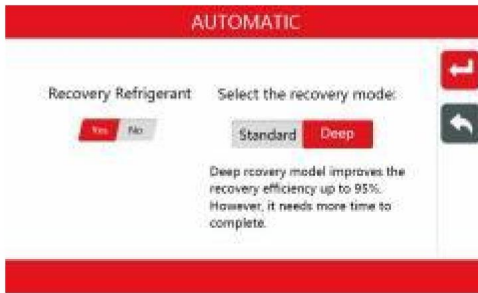 AUTOMATIC
Recovery Refrigerant
Yes No
Select the recovery mode:
Standard Deep
Deep rcovery model improves the
recovery efficiency up to 95%.
However, it needs more time to
complete.